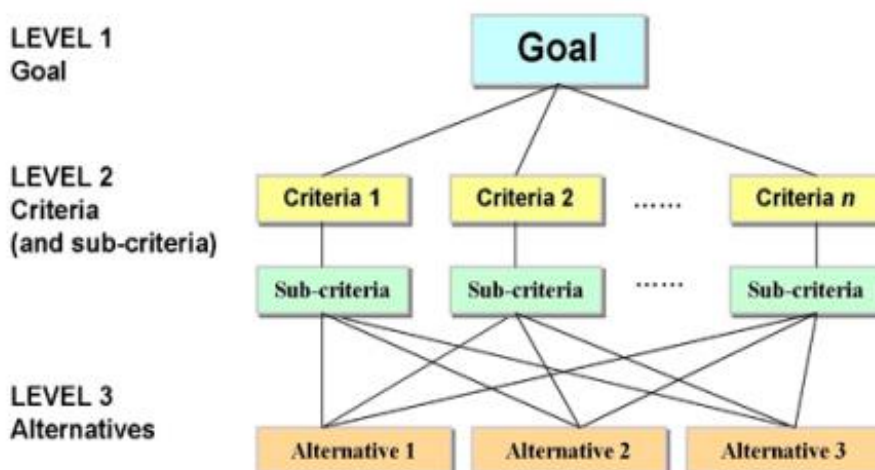 LEVEL 1
Goal
Goal
LEVEL 2
Criteria
(and sub-criteria)
Criteria 1
Criteria 2
......
Criteria n
Sub-criteria
Sub-criteria
......
Sub-criteria
LEVEL 3
Alternatives
Alternative 1
Alternative 2
Alternative 3